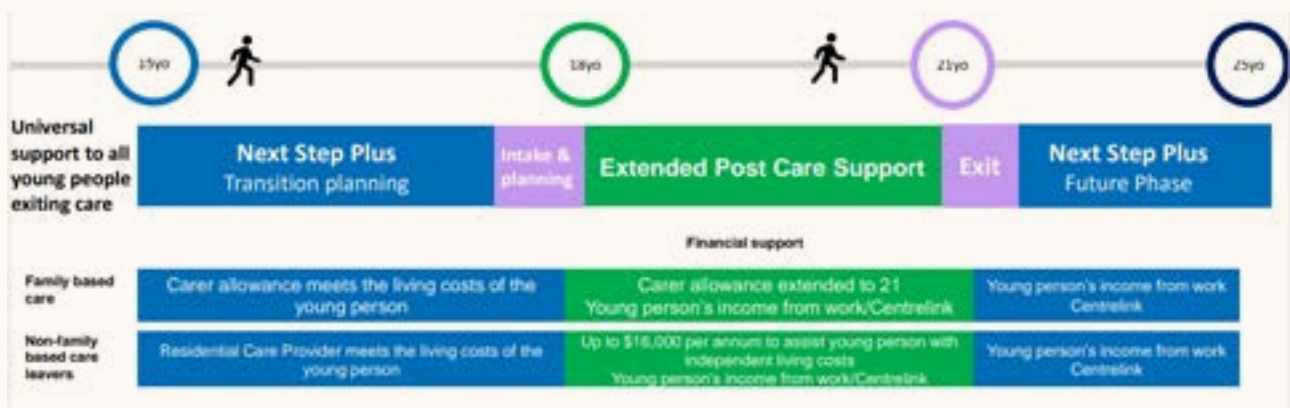 15yo
18yo
21yo
25yo
Universal
support to all
young people
exiting care
Next Step Plus
Transition planning
Intake &
planning
Extended Post Care Support
Exit
Next Step Plus
Future Phase
Financial support
Family based
care
Carer allowance meets the living costs of the
young person
Carer allowance extended to 21
Young person's income from work/Centrelink
Young person's income from work
Centrelink
Non-family
based care
leavers
Residential Care Provider meets the living costs of the
young person
Up to $16,000 per annum to assist young person with
independent living costs
Young person's income from work/Centrelink
Young person's income from work
Centrelink